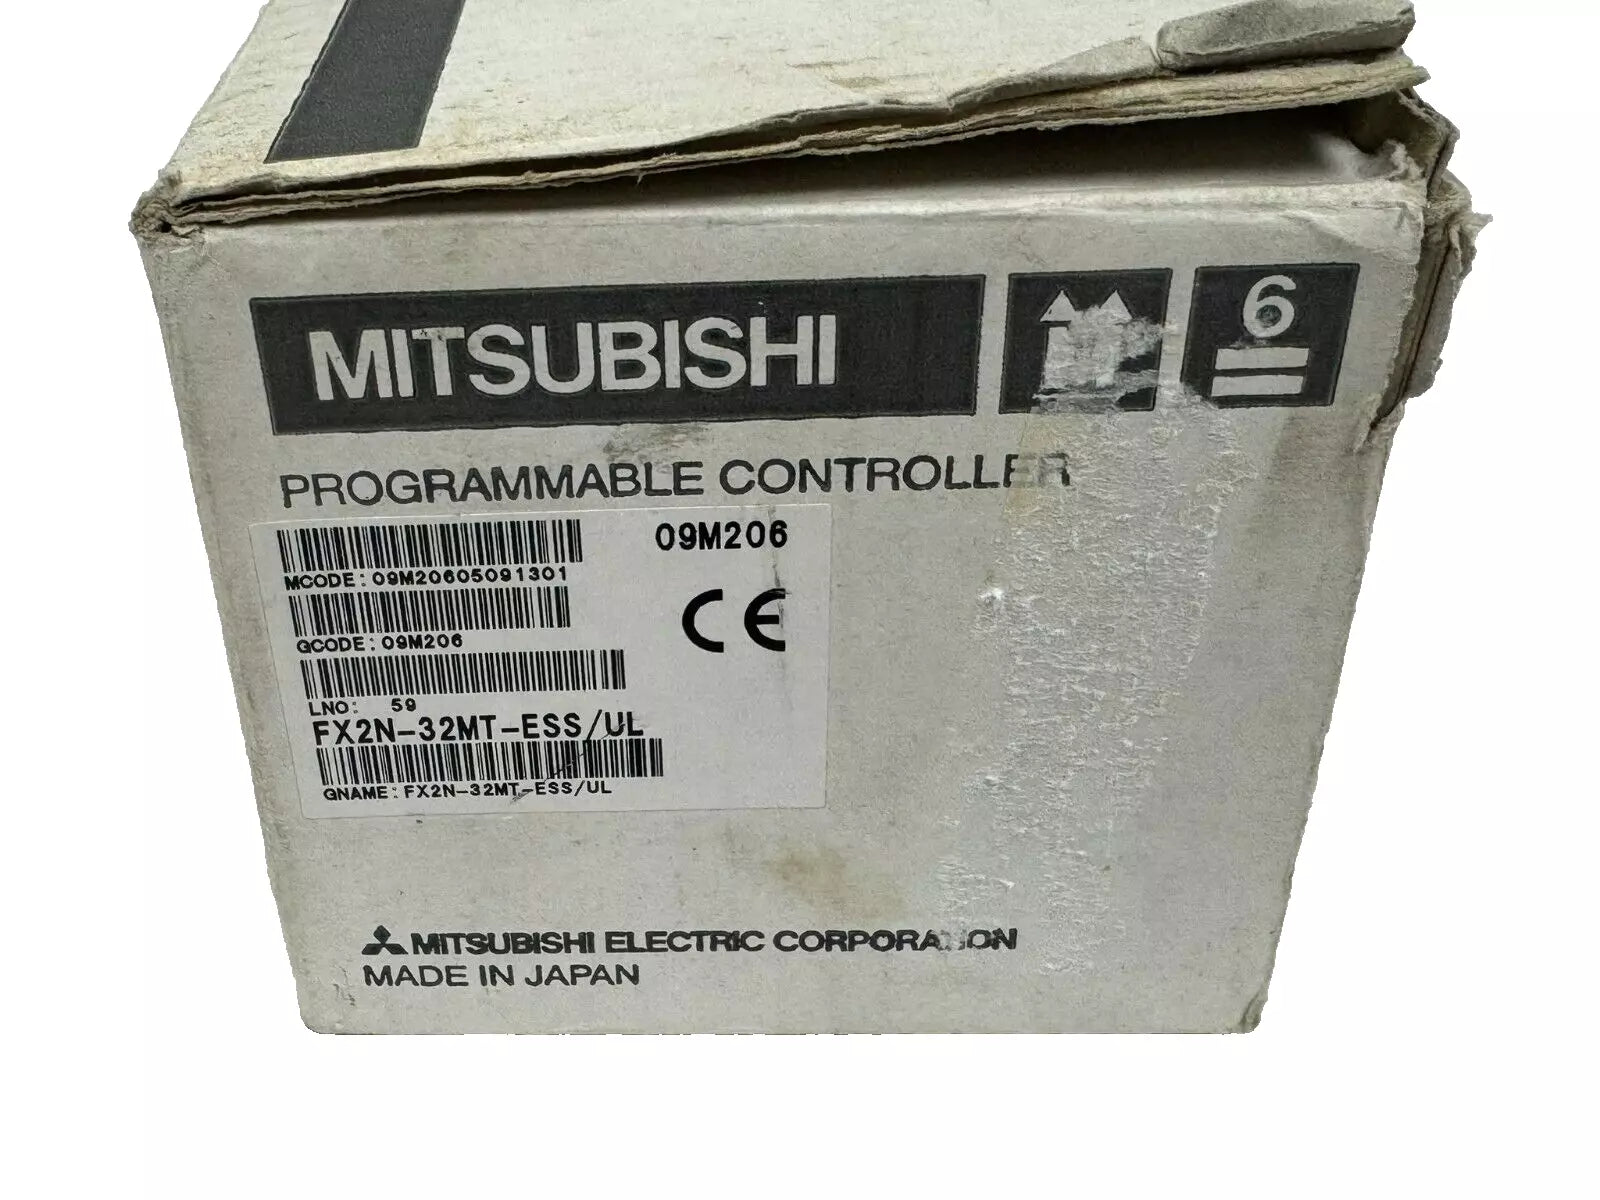 MITSUBISHI
6
PROGRAMMABLE CONTROLLER
09M206
MCODE: 09M20605091301
CE
QCODE: 09M206
LNO: 59
FX2N-32MT-ESS/UL
QNAME: FX2N-32MT-ESS/UL
MITSUBISHI ELECTRIC CORPORATION
MADE IN JAPAN